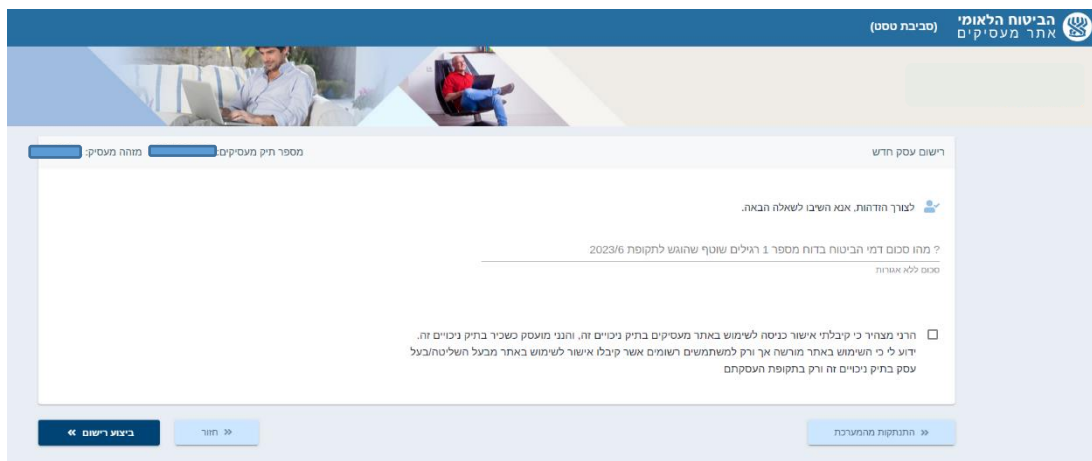 הביטוח הלאומי
אתר מעסיקים
(סביבת טסט)
רישום עסק חדש
מספר תיק מעסיקים:
מזהה מעסיק:
לצורך הזדהות, אנא השיבו לשאלה הבאה.
? מהו סכום דמי הביטוח בדוח מספר 1 רגילים שוטף שהוגש לתקופת 2023/6
סכום ללא אגורות
הרני מצהיר כי קיבלתי אישור כניסה לשימוש באתר מעסיקים בתיק ניכויים זה, והנני מועסק כשכיר בתיק ניכויים זה.
ידוע לי כי השימוש באתר מורשה אך ורק למשתמשים רשומים אשר קיבלו אישור לשימוש באתר מבעל השליטה/בעל
עסק בתיק ניכויים זה ורק בתקופת העסקתם
התנתקות מהמערכת
חזור
ביצוע רישום